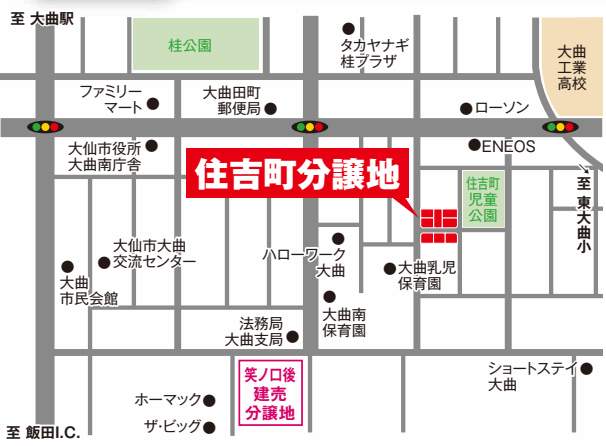 至 大曲駅
桂公園
タカヤナギ
桂プラザ
大曲
工業
高校
ファミリー
マート
大曲田町
郵便局
ローソン
大仙市役所
大曲南庁舎
ENEOS
住吉町分譲地
住吉町
児童
公園
至 東大曲小
大仙市大曲
交流センター
ハローワーク
大曲
大曲
市民会館
大曲乳児
保育園
大曲南
保育園
法務局
大曲支局
笑ノ口後
建売
分譲地
ショートステイ
大曲
ホーマック
ザ・ビッグ
至 飯田I.C.